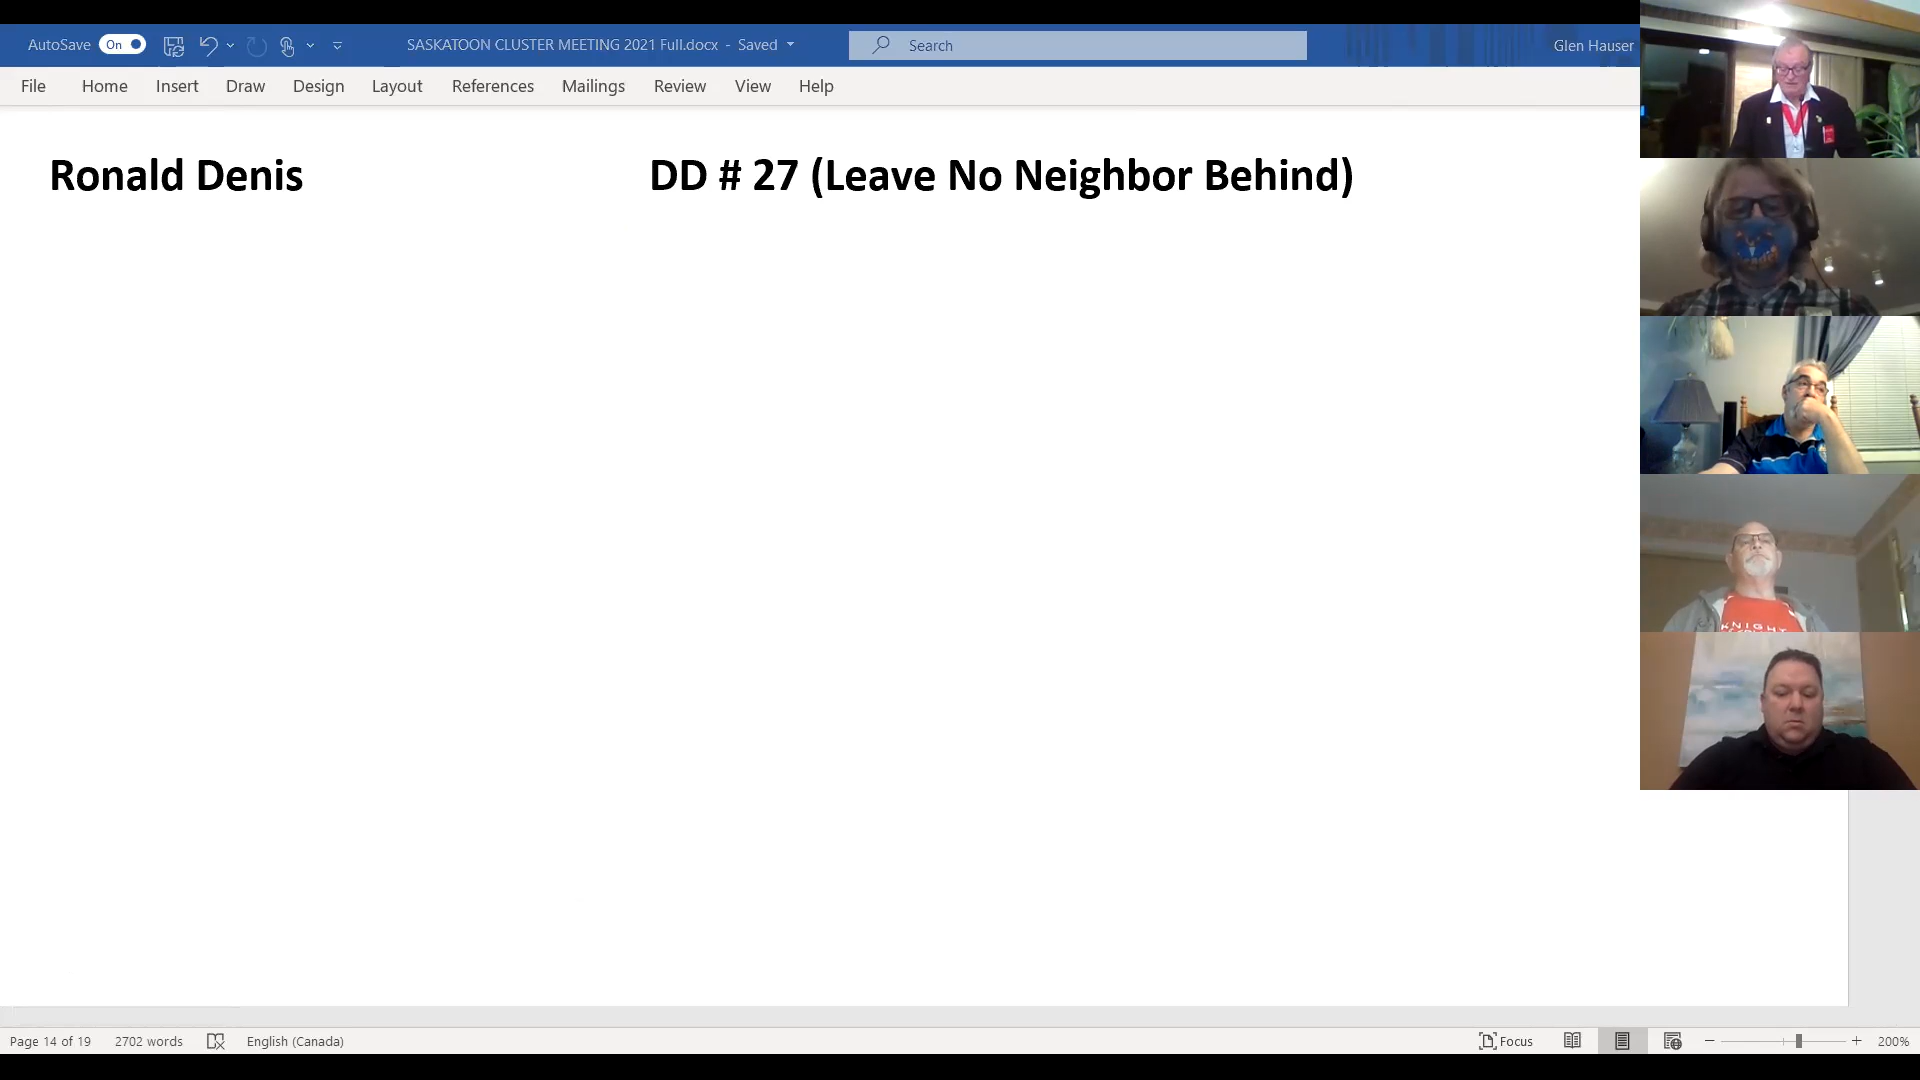 AutoSave On SASKATOON CLUSTER MEETING 2021 Full.docx - Saved Search Glen Hauser
File Home Insert Draw Design Layout References Mailings Review View Help
Ronald Denis DD # 27 (Leave No Neighbor Behind)
KNIGHT
Page 14 of 19 2702 words English (Canada) Focus 200%